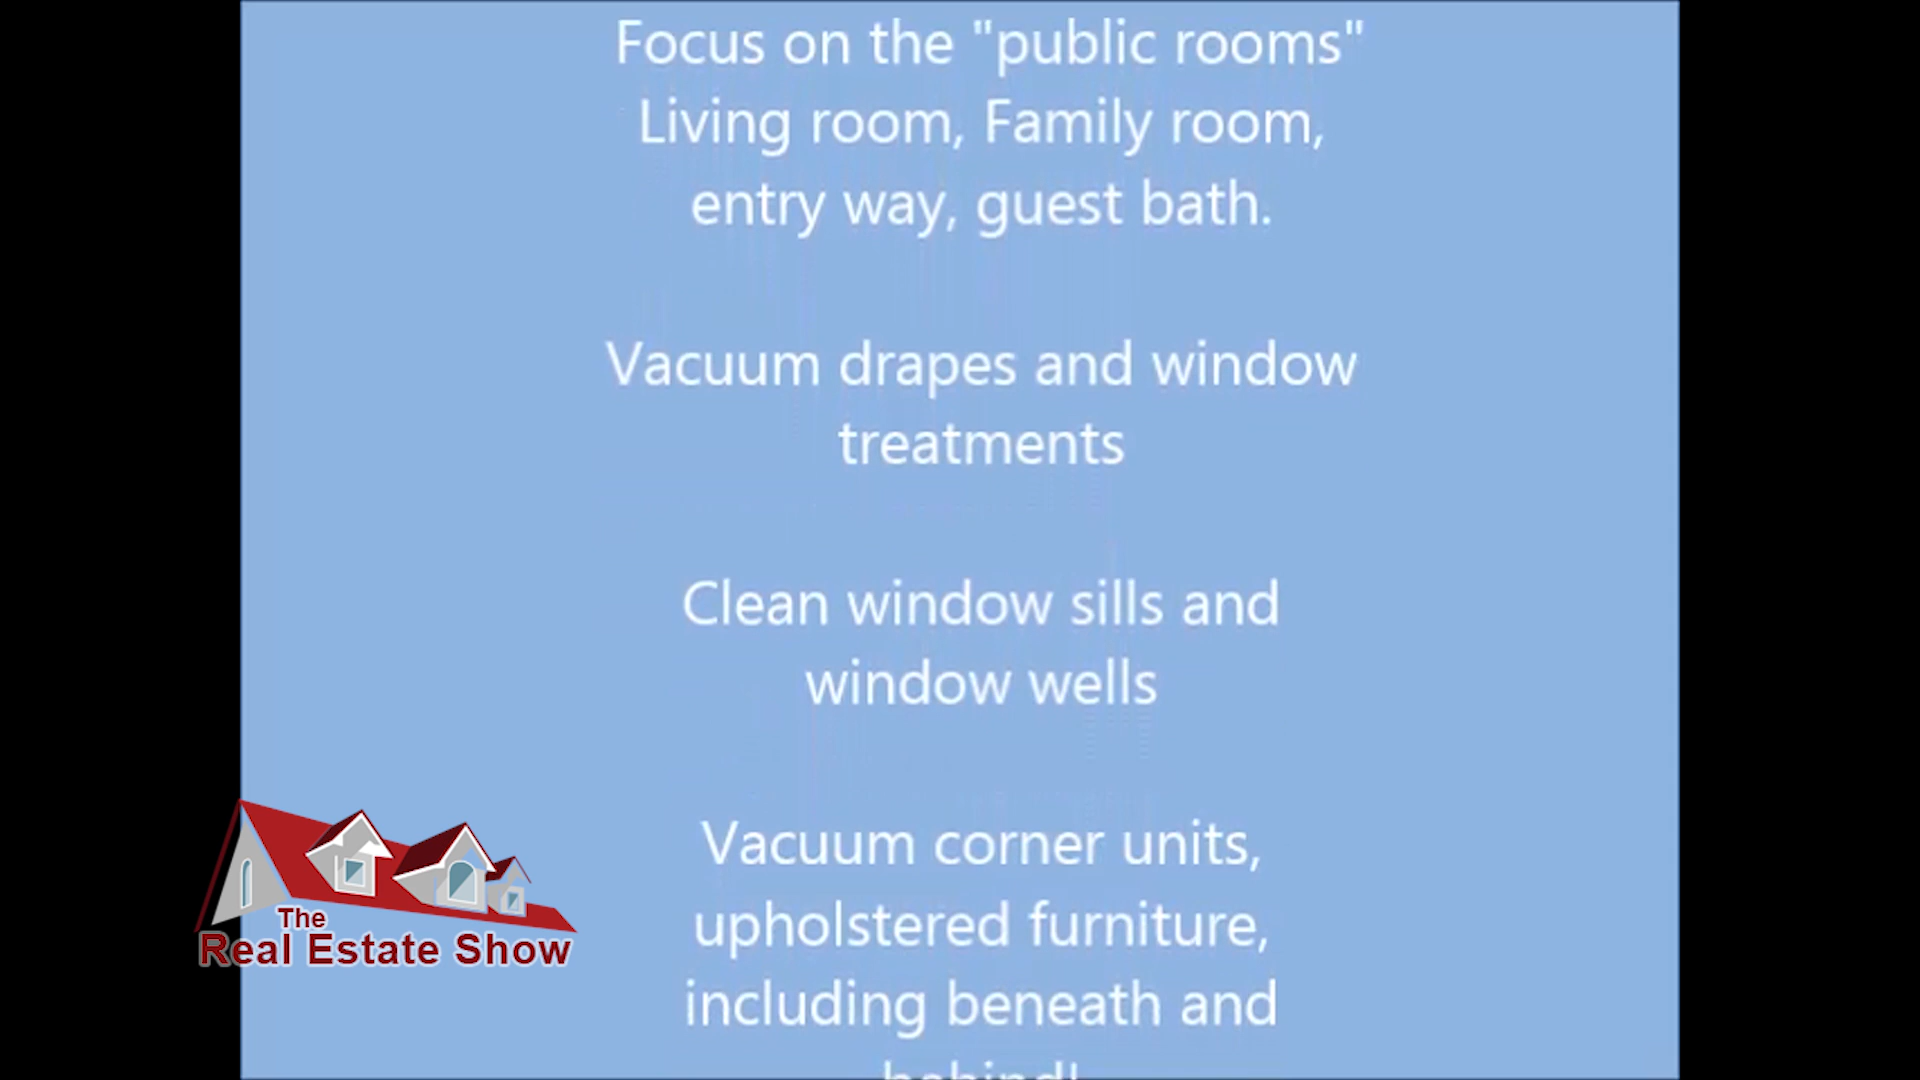 Focus on the "public rooms"
Living room, Family room,
entry way, guest bath.
Vacuum drapes and window
treatments
Clean window sills and
window wells
Vacuum corner units,
upholstered furniture,
including beneath and
behind!
The
Real Estate Show